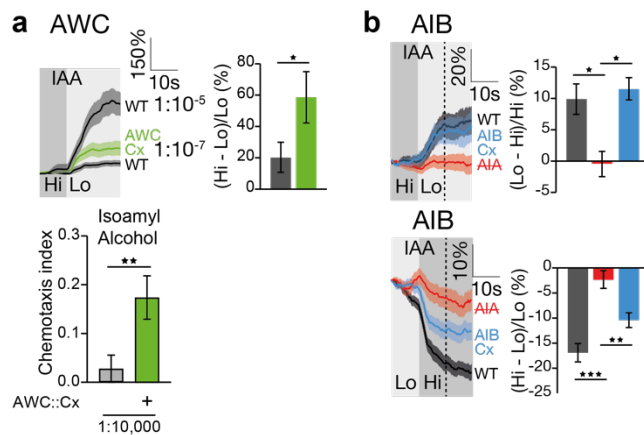 a
AWC
IAA
150%
10s
WT 1:10⁻⁵
AWC
Cx 1:10⁻⁷
WT
Hi Lo
(Hi - Lo)/Lo (%)
80
60
40
20
0
★
Isoamyl
Alcohol
Chemotaxis index
0.3
0.2
0.1
0.0
★★
AWC::Cx +
1:10,000
b
AIB
IAA
20%
10s
WT
AIB
Cx
AIA
Hi Lo
(Lo - Hi)/Hi (%)
15
10
5
0
-5
★ ★
AIB
IAA
10%
10s
AIA
AIB
Cx
WT
Lo Hi
(Hi - Lo)/Lo (%)
0
-5
-10
-15
-20
-25
★★
★★★